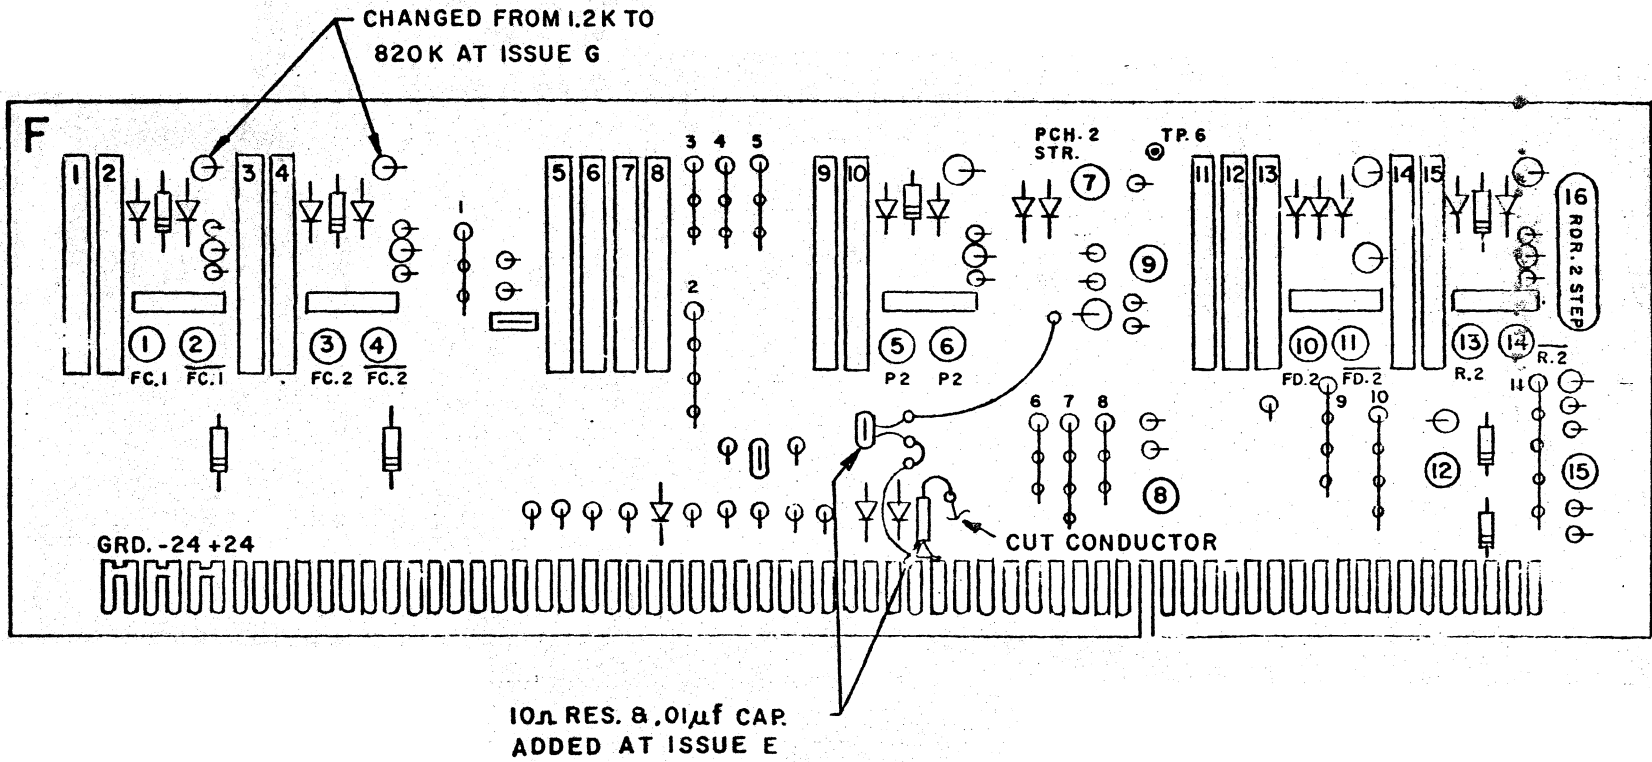 CHANGED FROM 1.2K TO
820K AT ISSUE G
F
PCH. 2
STR.
TP. 6
3 4 5
1 2 3 4 5 6 7 8 9 10 11 12 13 14 15
7
16 RDR. 2 STEP
1
9
2
1 2 3 4 5 6 10 11 13 14
FC.1 FC.1 FC.2 FC.2 P2 P2 FD.2 FD.2 R.2 R.2
6 7 8 9 10 11
12 15
8
GRD. -24 +24
CUT CONDUCTOR
10Ω RES. & .01µf CAP.
ADDED AT ISSUE E